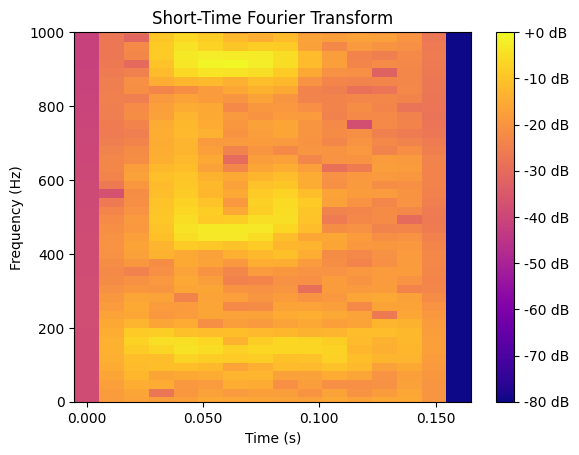 Short-Time Fourier Transform
1000
800
600
400
200
0
Frequency (Hz)
0.000
0.050
0.100
0.150
Time (s)
+0 dB
-10 dB
-20 dB
-30 dB
-40 dB
-50 dB
-60 dB
-70 dB
-80 dB